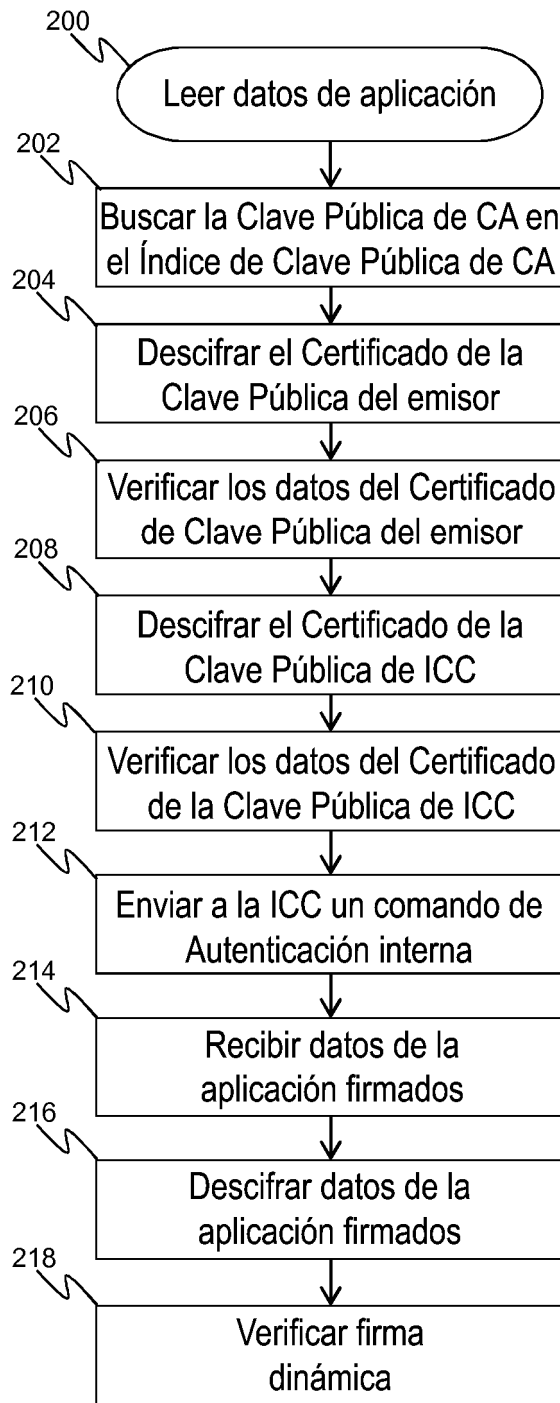 200
Leer datos de aplicación
202
Buscar la Clave Pública de CA en
el Índice de Clave Pública de CA
204
Descifrar el Certificado de la
Clave Pública del emisor
206
Verificar los datos del Certificado
de Clave Pública del emisor
208
Descifrar el Certificado de la
Clave Pública de ICC
210
Verificar los datos del Certificado
de la Clave Pública de ICC
212
Enviar a la ICC un comando de
Autenticación interna
214
Recibir datos de la
aplicación firmados
216
Descifrar datos de la
aplicación firmados
218
Verificar firma
dinámica